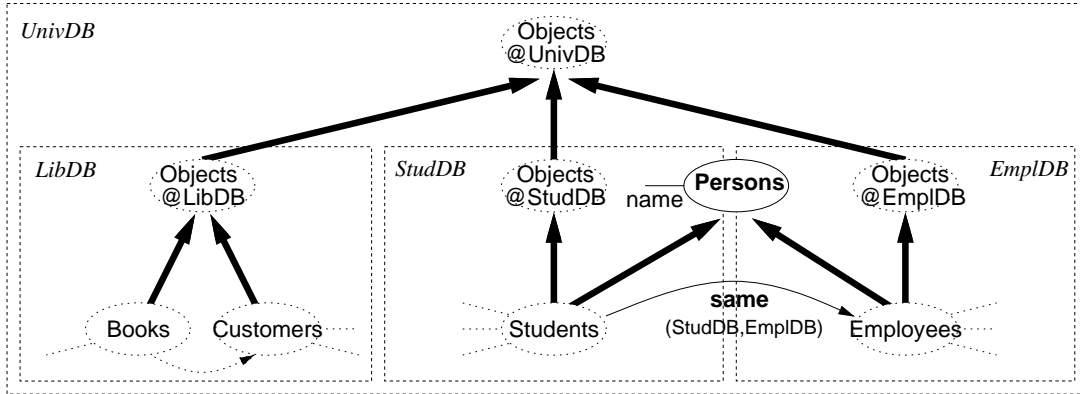 UnivDB
Objects
@UnivDB
LibDB
Objects
@LibDB
StudDB
Objects
@StudDB
Persons
name
Objects
@EmplDB
EmplDB
Books
Customers
Students
same
(StudDB,EmplDB)
Employees